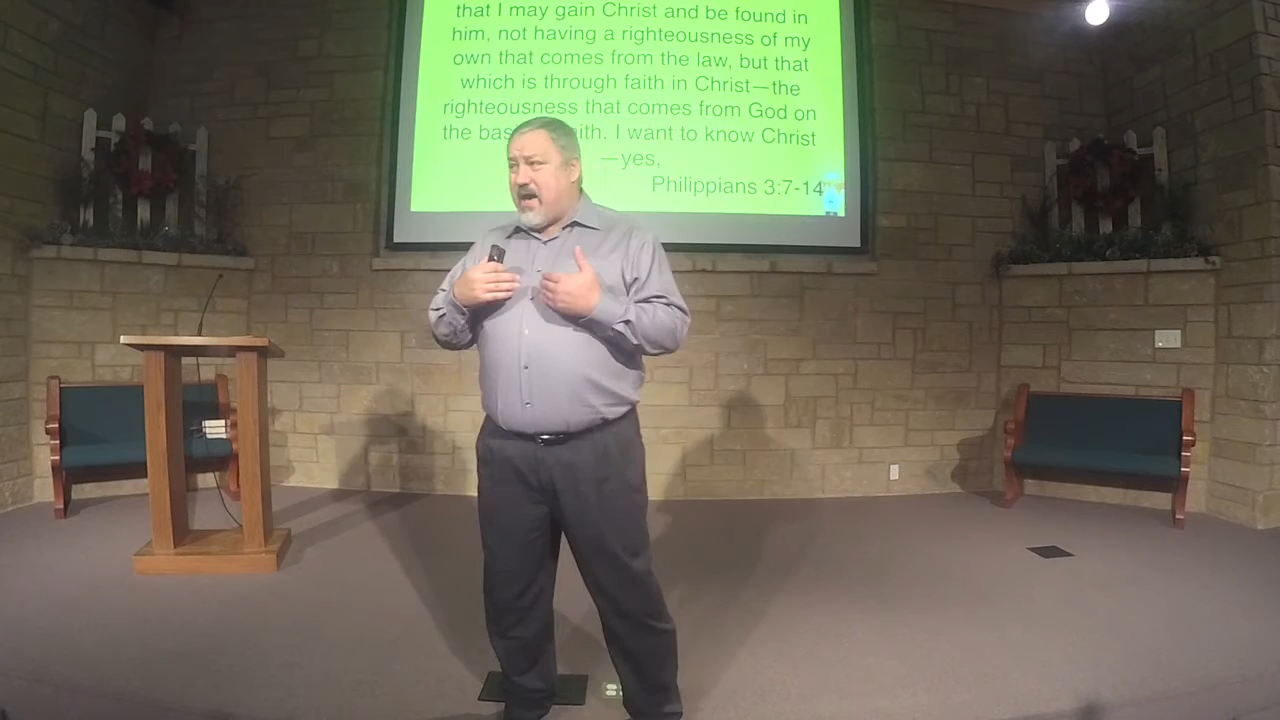 that I may gain Christ and be found in
him, not having a righteousness of my
own that comes from the law, but that
which is through faith in Christ—the
righteousness that comes from God on
the bas ith. I want to know Christ
—yes,
Philippians 3:7-14